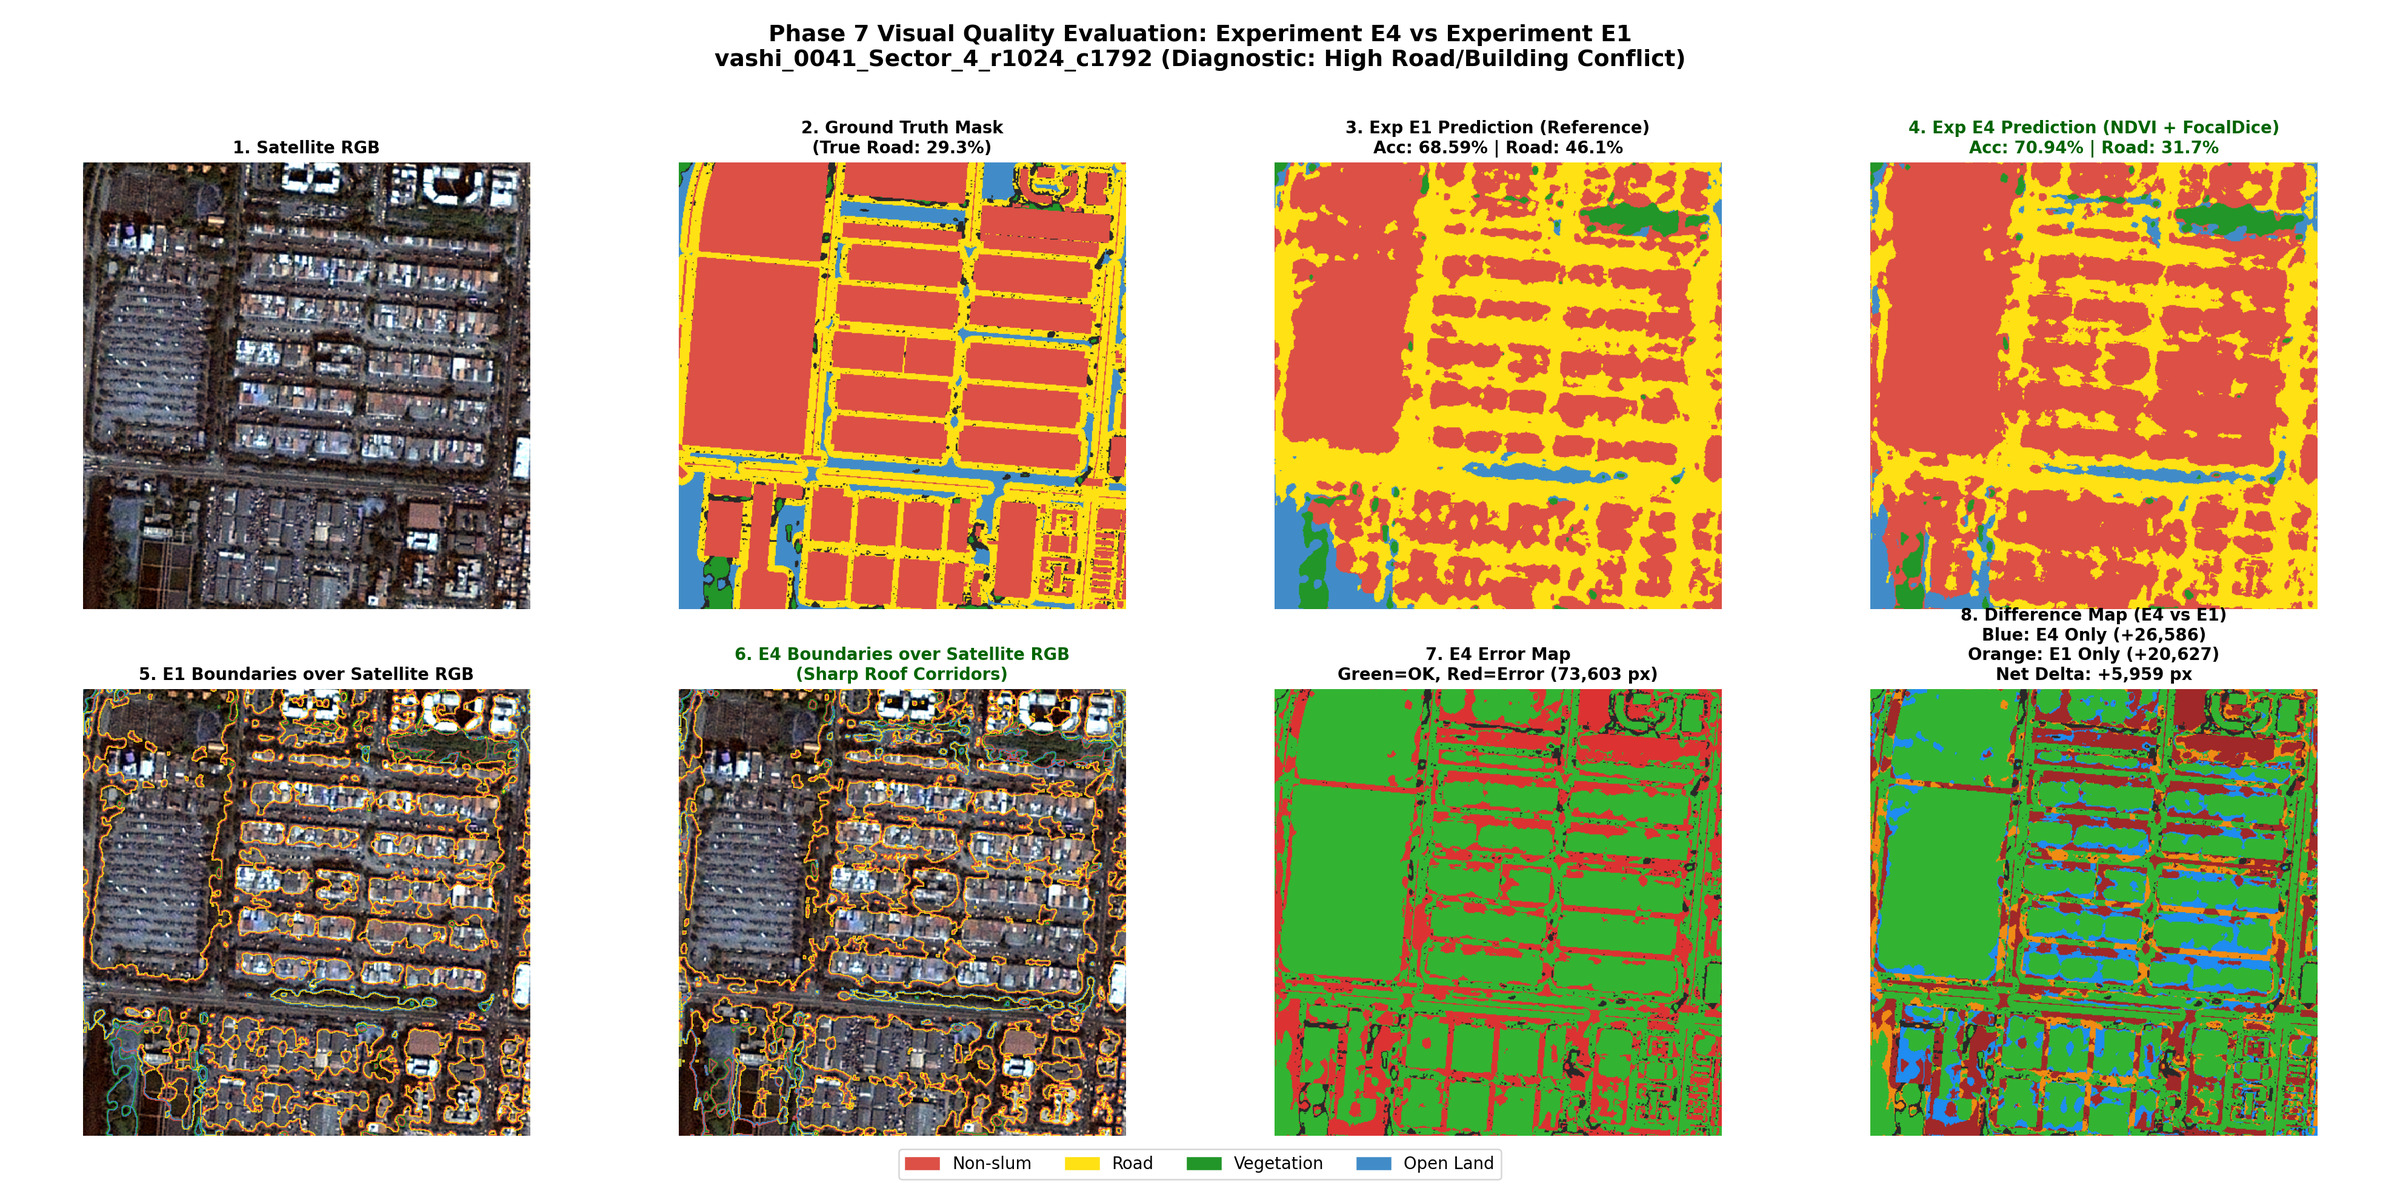 Phase 7 Visual Quality Evaluation: Experiment E4 vs Experiment E1
vashi_0041_Sector_4_r1024_c1792 (Diagnostic: High Road/Building Conflict)
1. Satellite RGB
2. Ground Truth Mask
(True Road: 29.3%)
3. Exp E1 Prediction (Reference)
Acc: 68.59% | Road: 46.1%
4. Exp E4 Prediction (NDVI + FocalDice)
Acc: 70.94% | Road: 31.7%
5. E1 Boundaries over Satellite RGB
6. E4 Boundaries over Satellite RGB
(Sharp Roof Corridors)
7. E4 Error Map
Green=OK, Red=Error (73,603 px)
8. Difference Map (E4 vs E1)
Blue: E4 Only (+26,586)
Orange: E1 Only (+20,627)
Net Delta: +5,959 px
Non-slum
Road
Vegetation
Open Land